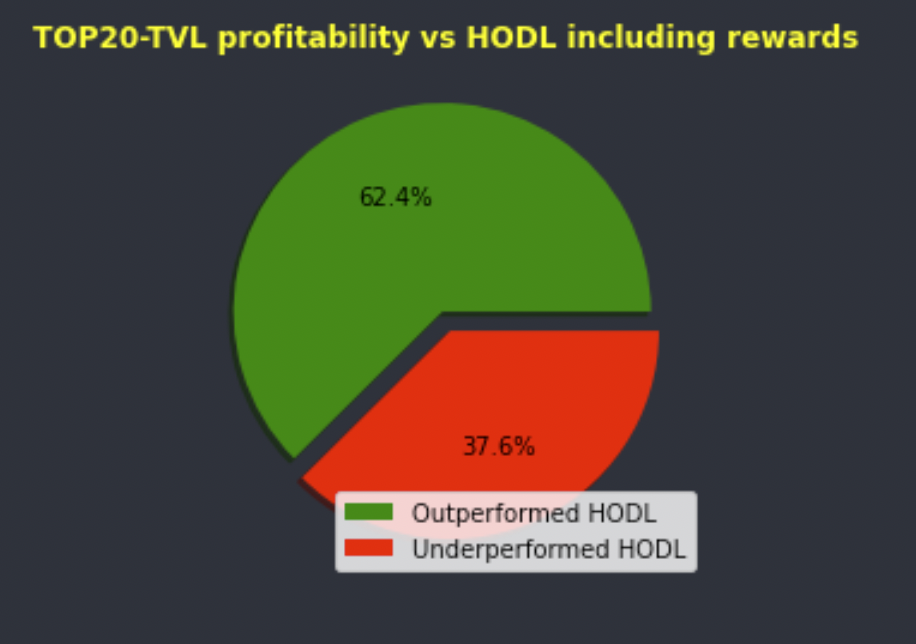 TOP20-TVL profitability vs HODL including rewards
62.4%
37.6%
Outperformed HODL
Underperformed HODL